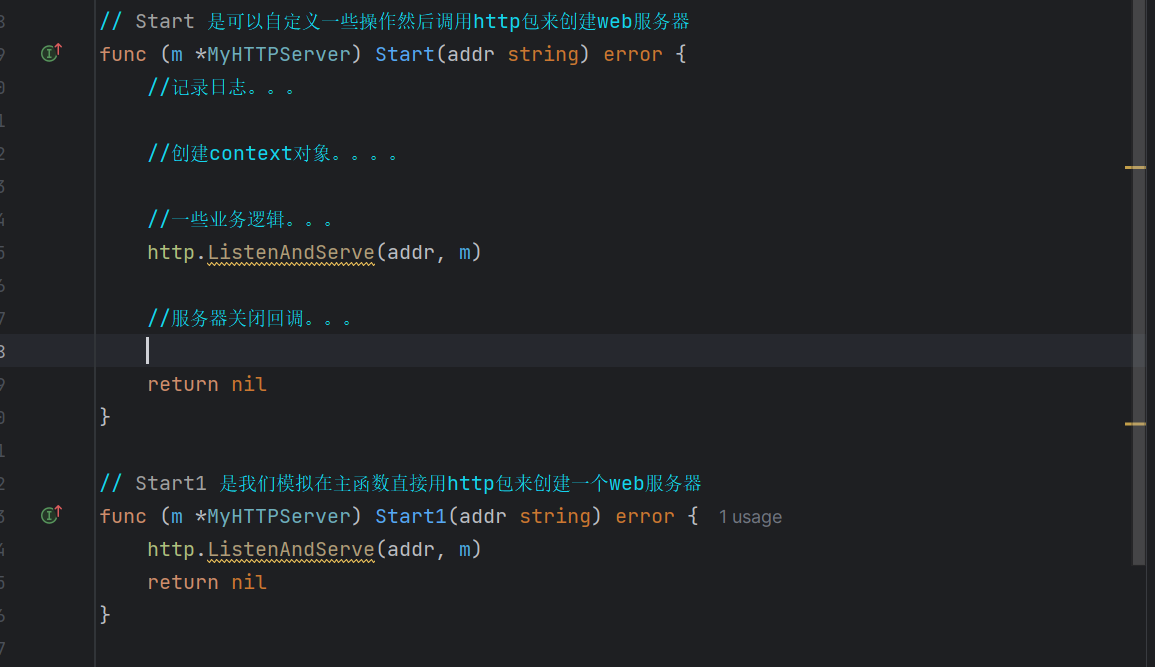 // Start 是可以自定义一些操作然后调用http包来创建web服务器
func (m *MyHTTPServer) Start(addr string) error {
//记录日志。。。
//创建context对象。。。。
//一些业务逻辑。。。
http.ListenAndServe(addr, m)
//服务器关闭回调。。。
return nil
}
// Start1 是我们模拟在主函数直接用http包来创建一个web服务器
func (m *MyHTTPServer) Start1(addr string) error { 1 usage
http.ListenAndServe(addr, m)
return nil
}